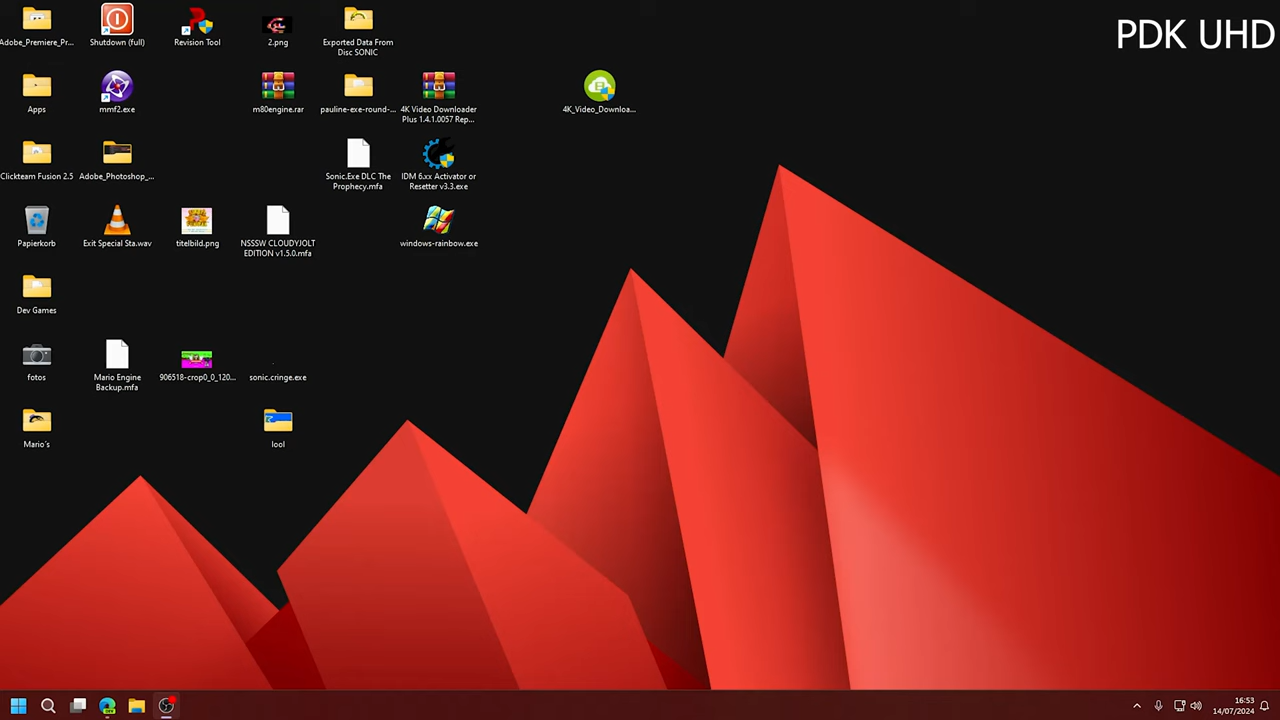 PDK UHD
Adobe_Premiere_Pr...
Shutdown (full)
Revision Tool
2.png
Exported Data From
Disc SONIC
Apps
mmf2.exe
m80engine.rar
pauline-exe-round-...
4K Video Downloader
Plus 1.4.1.0057 Rep...
4K_Video_Downloa...
Clickteam Fusion 2.5
Adobe_Photoshop_...
Sonic.Exe DLC The
Prophecy.mfa
IDM 6.xx Activator or
Resetter v3.3.exe
Papierkorb
Exit Special Sta.wav
titelbild.png
NSSSW CLOUDYJOLT
EDITION v1.5.0.mfa
windows-rainbow.exe
Dev Games
fotos
Mario Engine
Backup.mfa
906518-crop0_0_120...
sonic.cringe.exe
Mario´s
lool
16:53
14/07/2024